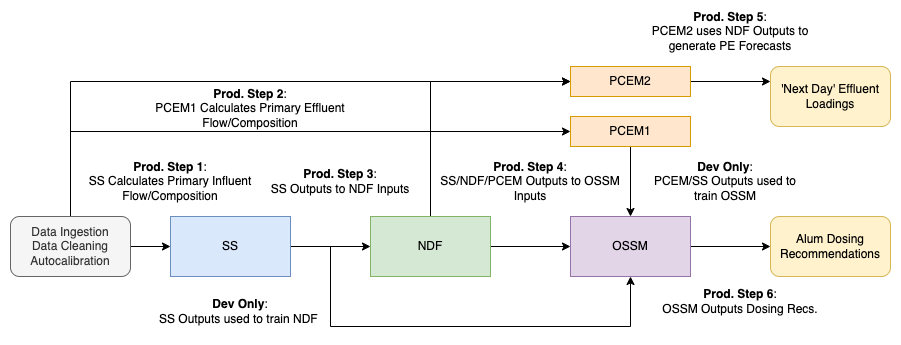 Prod. Step 5:
PCEM2 uses NDF Outputs to
generate PE Forecasts
PCEM2
'Next Day' Effluent
Loadings
Prod. Step 2:
PCEM1 Calculates Primary Effluent
Flow/Composition
PCEM1
Prod. Step 1:
SS Calculates Primary Influent
Flow/Composition
Prod. Step 3:
SS Outputs to NDF Inputs
Prod. Step 4:
SS/NDF/PCEM Outputs to OSSM
Inputs
Dev Only:
PCEM/SS Outputs used to
train OSSM
Data Ingestion
Data Cleaning
Autocalibration
SS
NDF
OSSM
Alum Dosing
Recommendations
Dev Only:
SS Outputs used to train NDF
Prod. Step 6:
OSSM Outputs Dosing Recs.